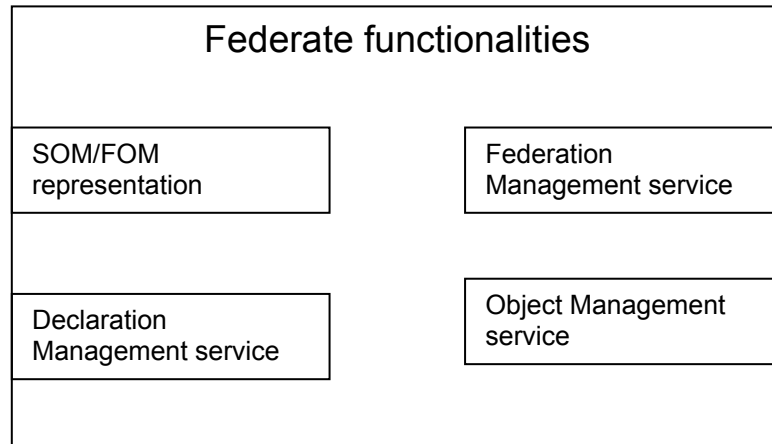 Federate functionalities
SOM/FOM
representation
Federation
Management service
Declaration
Management service
Object Management
service